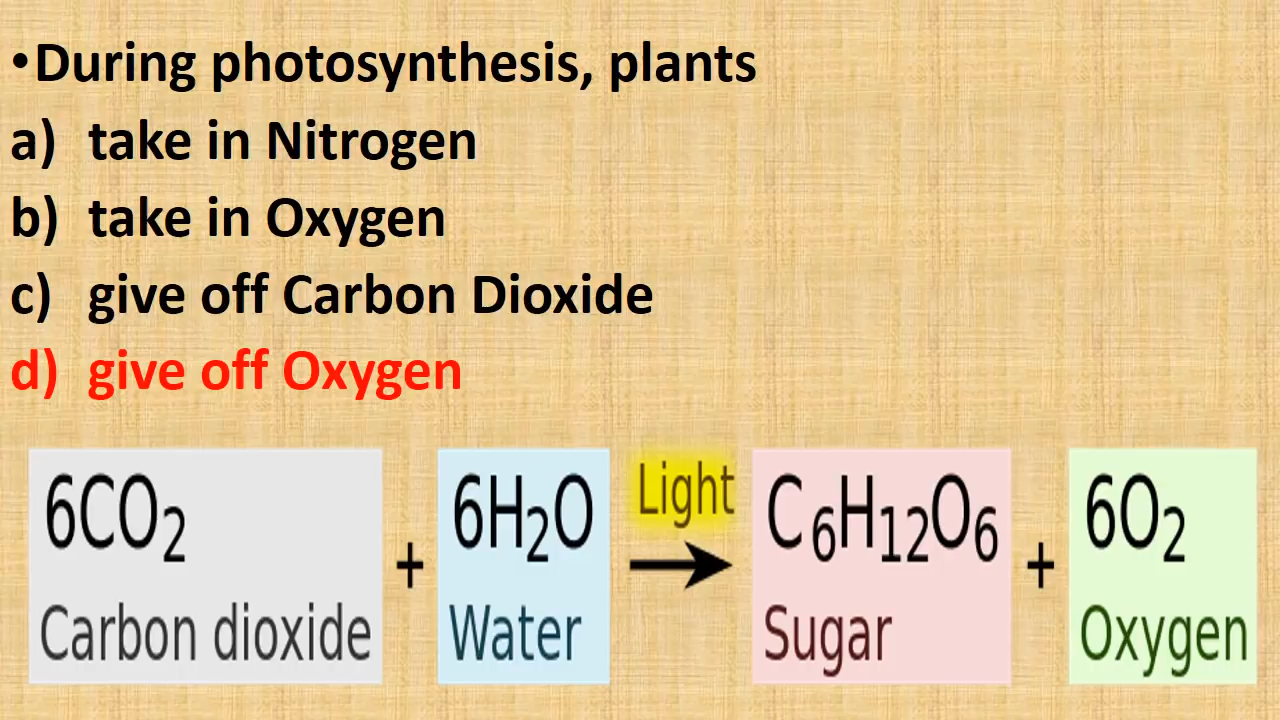 •During photosynthesis, plants
a) take in Nitrogen
b) take in Oxygen
c) give off Carbon Dioxide
d) give off Oxygen
6CO₂ + 6H₂O Light → C₆H₁₂O₆ + 6O₂
Carbon dioxide Water Sugar Oxygen